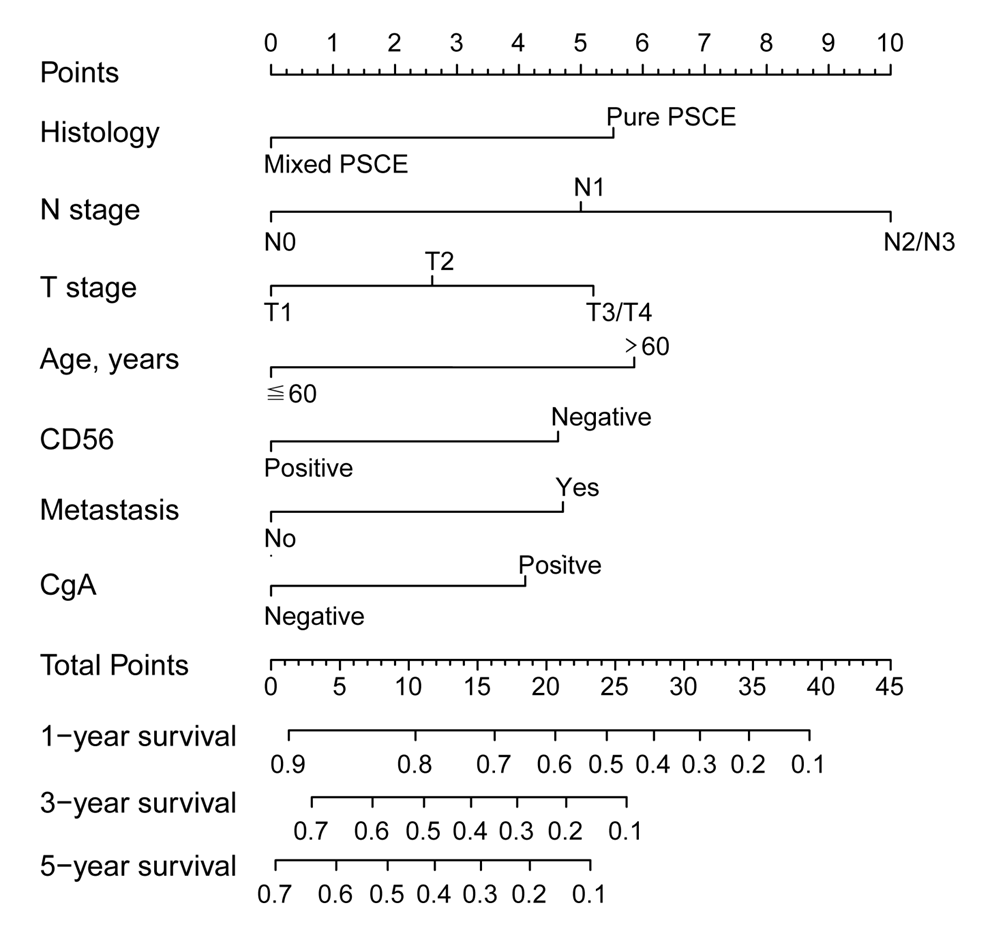 0 1 2 3 4 5 6 7 8 9 10
Points
Pure PSCE
Histology
Mixed PSCE
N1
N stage
N0 N2/N3
T2
T stage
T1 T3/T4
>60
Age, years
≦60
Negative
CD56
Positive
Yes
Metastasis
No
Positve
CgA
Negative
Total Points
0 5 10 15 20 25 30 35 40 45
1−year survival
0.9 0.8 0.7 0.6 0.5 0.4 0.3 0.2 0.1
3−year survival
0.7 0.6 0.5 0.4 0.3 0.2 0.1
5−year survival
0.7 0.6 0.5 0.4 0.3 0.2 0.1